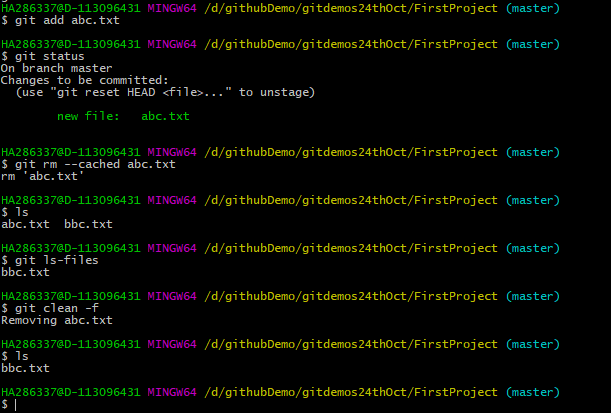 HA286337@D-113096431 MINGW64 /d/githubDemo/gitdemos24thOct/FirstProject (master)
$ git add abc.txt
HA286337@D-113096431 MINGW64 /d/githubDemo/gitdemos24thOct/FirstProject (master)
$ git status
On branch master
Changes to be committed:
  (use "git reset HEAD <file>..." to unstage)
        new file:   abc.txt
HA286337@D-113096431 MINGW64 /d/githubDemo/gitdemos24thOct/FirstProject (master)
$ git rm --cached abc.txt
rm 'abc.txt'
HA286337@D-113096431 MINGW64 /d/githubDemo/gitdemos24thOct/FirstProject (master)
$ ls
abc.txt  bbc.txt
HA286337@D-113096431 MINGW64 /d/githubDemo/gitdemos24thOct/FirstProject (master)
$ git ls-files
bbc.txt
HA286337@D-113096431 MINGW64 /d/githubDemo/gitdemos24thOct/FirstProject (master)
$ git clean -f
Removing abc.txt
HA286337@D-113096431 MINGW64 /d/githubDemo/gitdemos24thOct/FirstProject (master)
$ ls
bbc.txt
HA286337@D-113096431 MINGW64 /d/githubDemo/gitdemos24thOct/FirstProject (master)
$